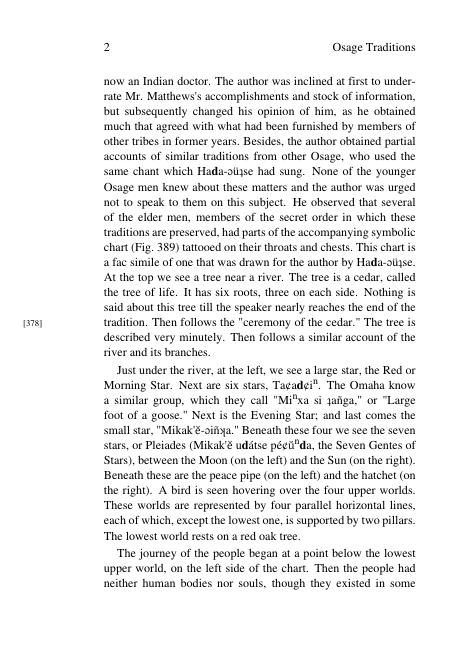 2 Osage Traditions
now an Indian doctor. The author was inclined at first to under-
rate Mr. Matthews's accomplishments and stock of information,
but subsequently changed his opinion of him, as he obtained
much that agreed with what had been furnished by members of
other tribes in former years. Besides, the author obtained partial
accounts of similar traditions from other Osage, who used the
same chant which Hada-ɔüʇse had sung. None of the younger
Osage men knew about these matters and the author was urged
not to speak to them on this subject. He observed that several
of the elder men, members of the secret order in which these
traditions are preserved, had parts of the accompanying symbolic
chart (Fig. 389) tattooed on their throats and chests. This chart is
a fac simile of one that was drawn for the author by Hada-ɔüʇse.
At the top we see a tree near a river. The tree is a cedar, called
the tree of life. It has six roots, three on each side. Nothing is
said about this tree till the speaker nearly reaches the end of the
[378] tradition. Then follows the "ceremony of the cedar." The tree is
described very minutely. Then follows a similar account of the
river and its branches.
Just under the river, at the left, we see a large star, the Red or
Morning Star. Next are six stars, Ta¢ad¢iⁿ. The Omaha know
a similar group, which they call "Miⁿxa si ʇañga," or "Large
foot of a goose." Next is the Evening Star; and last comes the
small star, "Mikak'ĕ-ɔiñʞa." Beneath these four we see the seven
stars, or Pleiades (Mikak'ĕ udátse pé¢ŭⁿda, the Seven Gentes of
Stars), between the Moon (on the left) and the Sun (on the right).
Beneath these are the peace pipe (on the left) and the hatchet (on
the right). A bird is seen hovering over the four upper worlds.
These worlds are represented by four parallel horizontal lines,
each of which, except the lowest one, is supported by two pillars.
The lowest world rests on a red oak tree.
The journey of the people began at a point below the lowest
upper world, on the left side of the chart. Then the people had
neither human bodies nor souls, though they existed in some